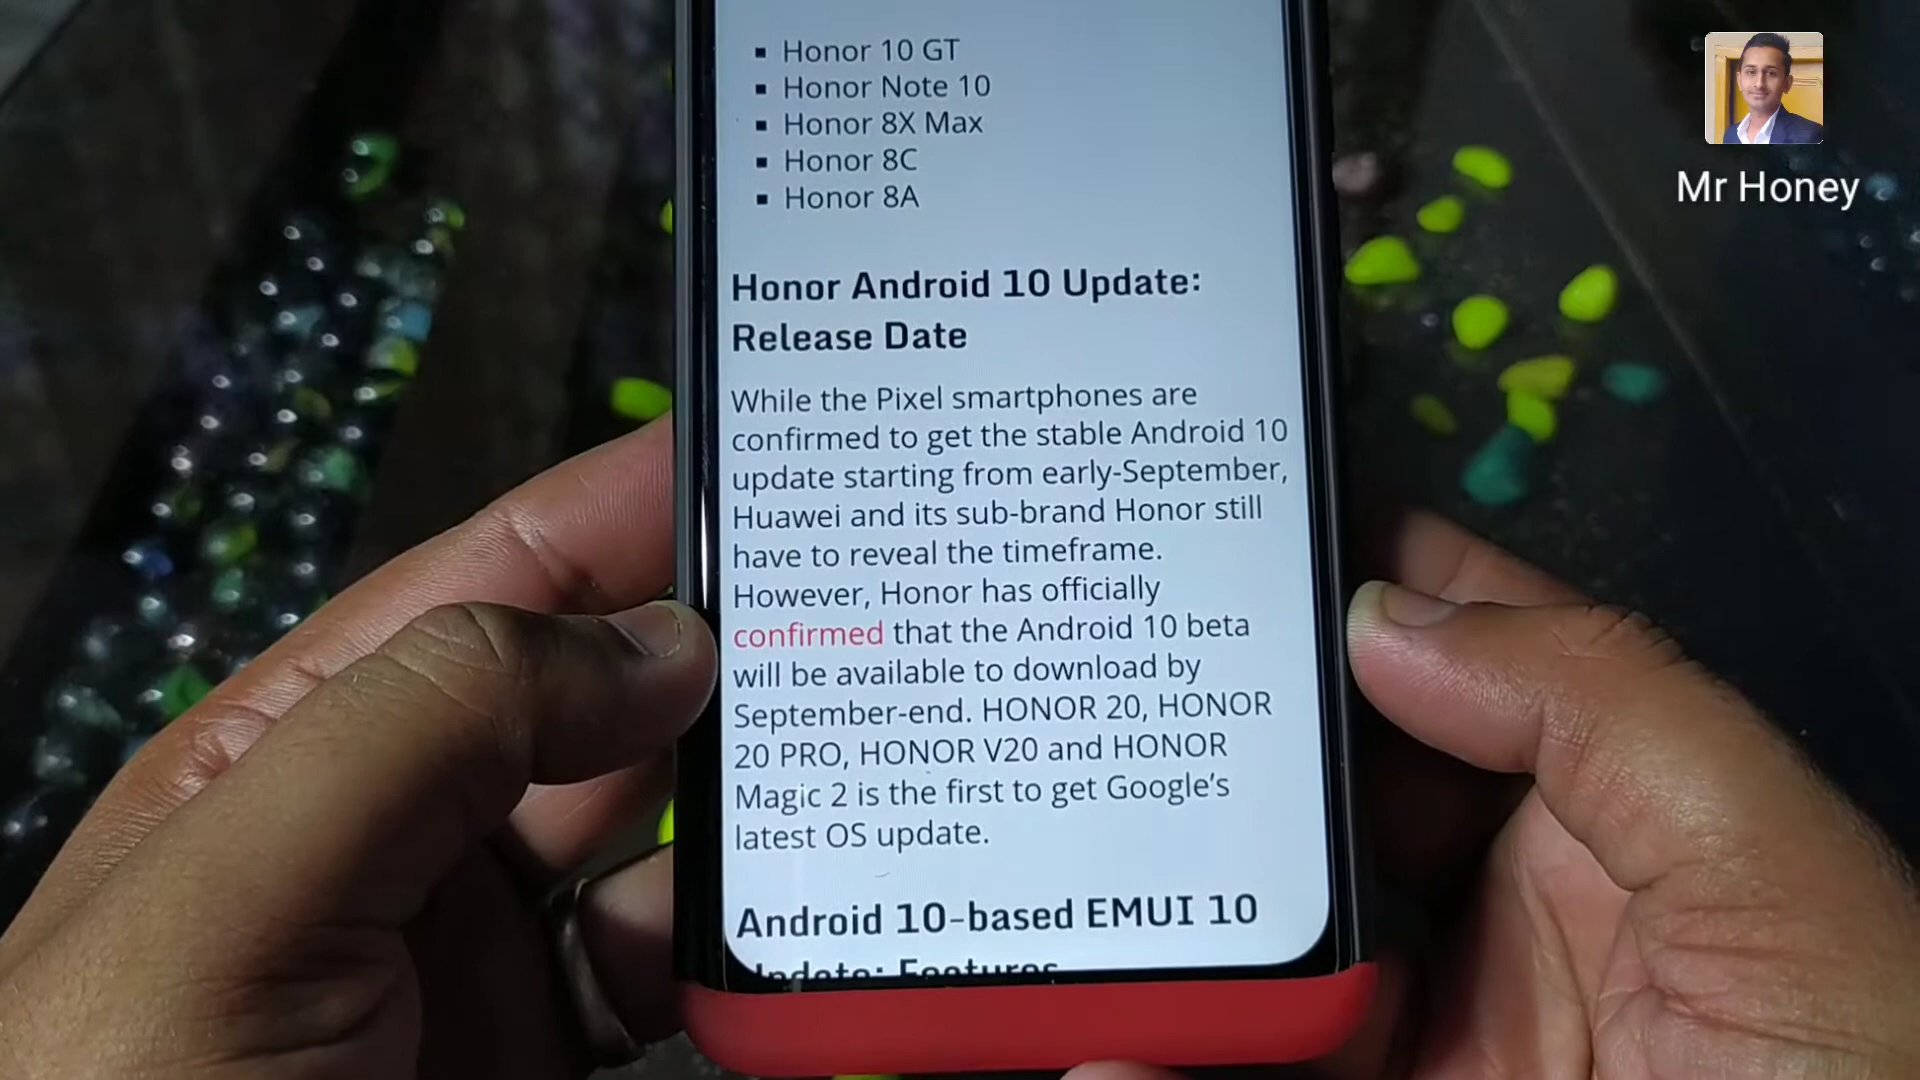 Honor 10 GT
Honor Note 10
Honor 8X Max
Honor 8C
Honor 8A
Mr Honey
Honor Android 10 Update:
Release Date
While the Pixel smartphones are
confirmed to get the stable Android 10
update starting from early-September,
Huawei and its sub-brand Honor still
have to reveal the timeframe.
However, Honor has officially
confirmed that the Android 10 beta
will be available to download by
September-end. HONOR 20, HONOR
20 PRO, HONOR V20 and HONOR
Magic 2 is the first to get Google’s
latest OS update.
Android 10-based EMUI 10
Update: Features